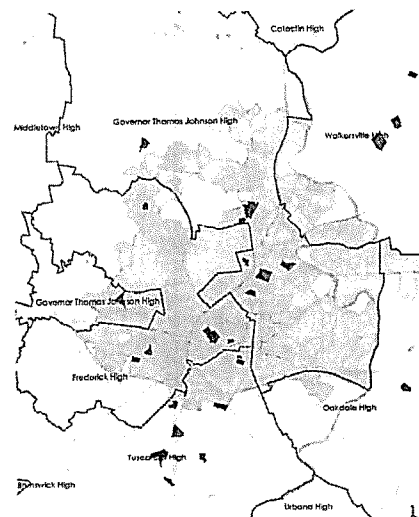 Catoctin High
Governor Thomas Johnson High
Middletown High
Walkersville High
Governor Thomas Johnson High
Frederick High
Oakdale High
Tuscarora High
Brunswick High
Urbana High